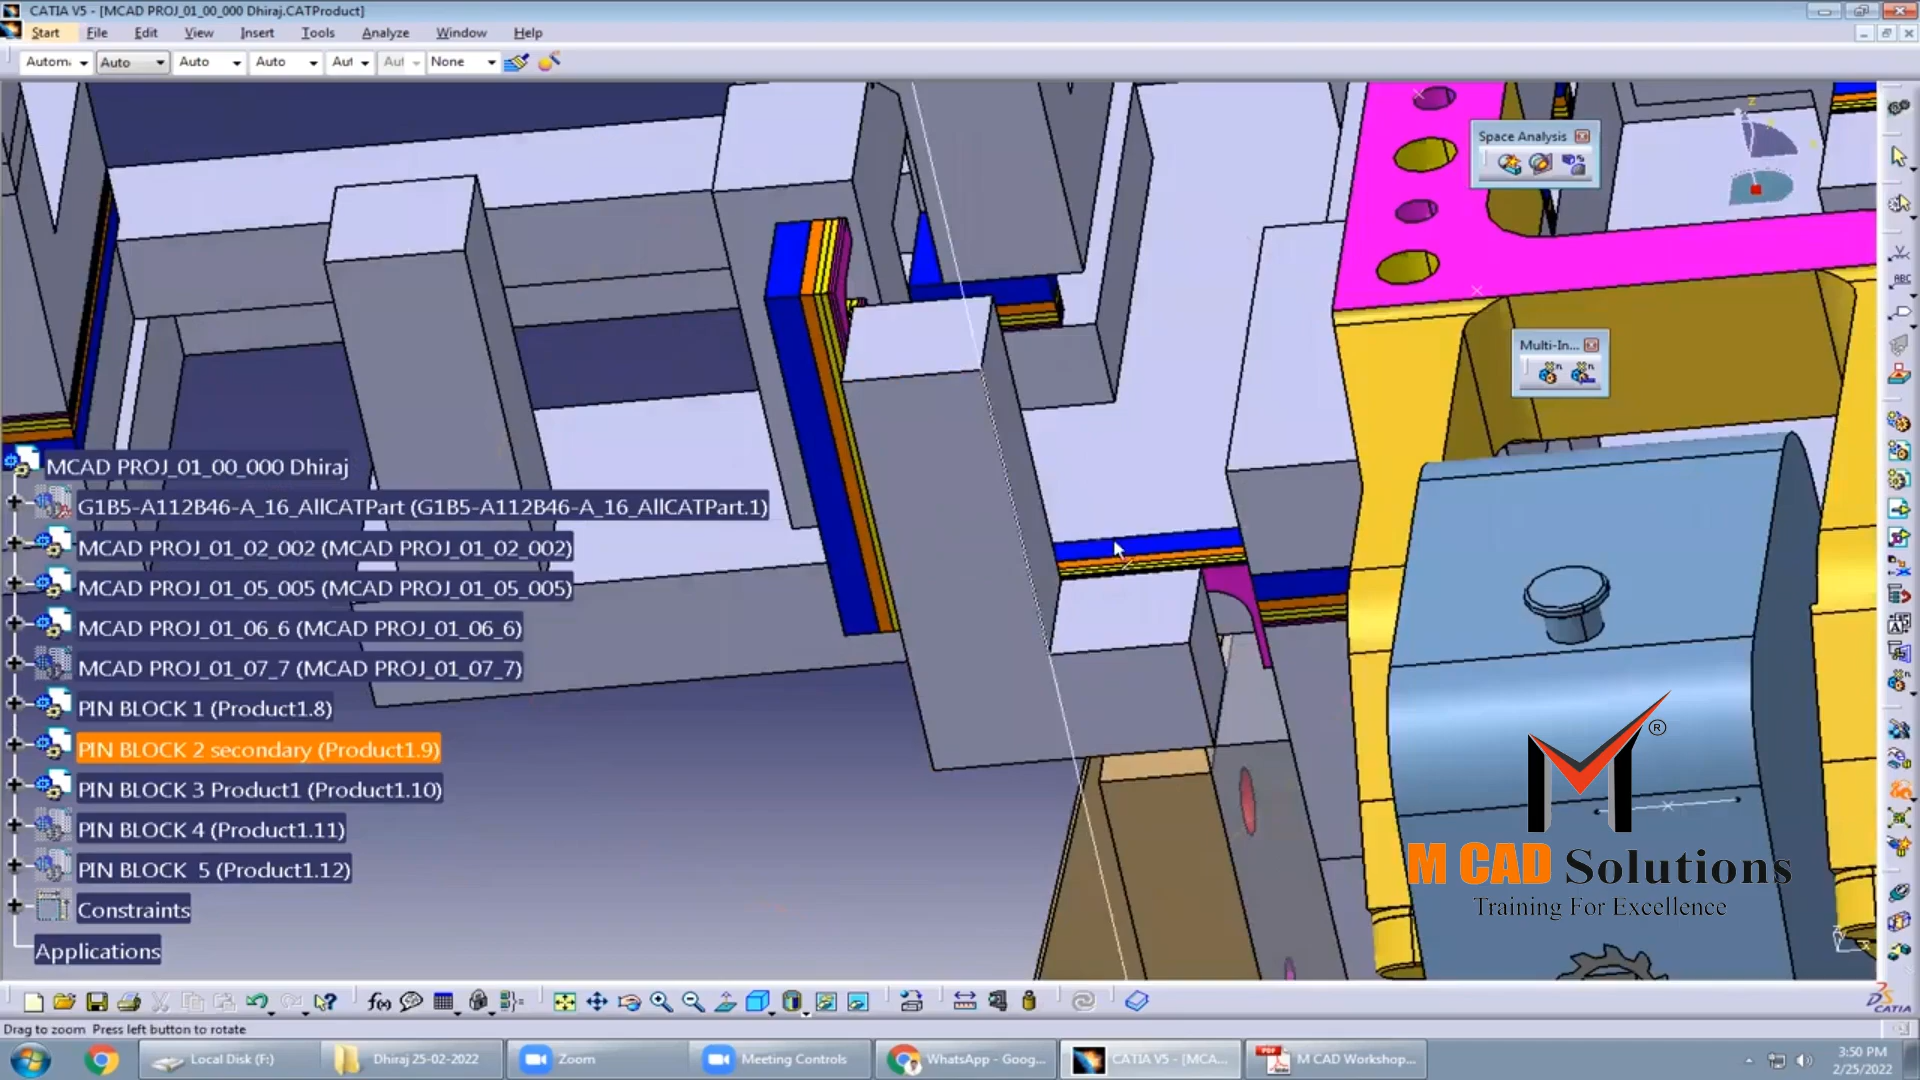 CATIA V5 - [MCAD PROJ_01_00_000 Dhiraj.CATProduct]
Start File Edit View Insert Tools Analyze Window Help
Autom. Auto Auto Auto Aut Aut None
Space Analysis
Multi-In...
MCAD PROJ_01_00_000 Dhiraj
G1B5-A112B46-A_16_AllCATPart (G1B5-A112B46-A_16_AllCATPart.1)
MCAD PROJ_01_02_002 (MCAD PROJ_01_02_002)
MCAD PROJ_01_05_005 (MCAD PROJ_01_05_005)
MCAD PROJ_01_06_6 (MCAD PROJ_01_06_6)
MCAD PROJ_01_07_7 (MCAD PROJ_01_07_7)
PIN BLOCK 1 (Product1.8)
PIN BLOCK 2 secondary (Product1.9)
PIN BLOCK 3 Product1 (Product1.10)
PIN BLOCK 4 (Product1.11)
PIN BLOCK 5 (Product1.12)
Constraints
Applications
M CAD Solutions
Training For Excellence
Drag to zoom Press left button to rotate
CATIA
Local Disk (F:) Dhiraj 25-02-2022 Zoom Meeting Controls WhatsApp - Goog... CATIA V5 - [MCA... M CAD Workshop...
3:50 PM
2/25/2022